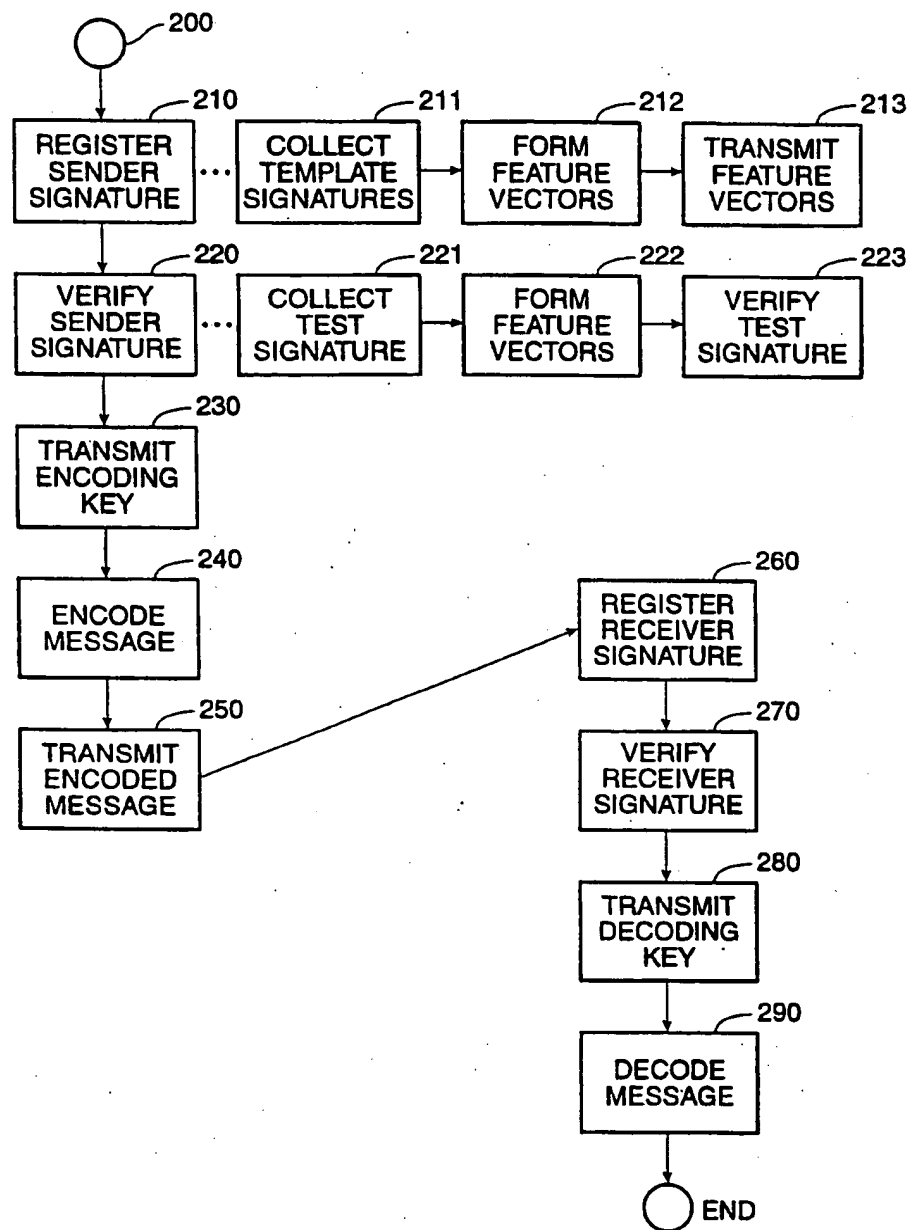 200
210
REGISTER
SENDER
SIGNATURE
211
COLLECT
TEMPLATE
SIGNATURES
212
FORM
FEATURE
VECTORS
213
TRANSMIT
FEATURE
VECTORS
220
VERIFY
SENDER
SIGNATURE
221
COLLECT
TEST
SIGNATURE
222
FORM
FEATURE
VECTORS
223
VERIFY
TEST
SIGNATURE
230
TRANSMIT
ENCODING
KEY
240
ENCODE
MESSAGE
250
TRANSMIT
ENCODED
MESSAGE
260
REGISTER
RECEIVER
SIGNATURE
270
VERIFY
RECEIVER
SIGNATURE
280
TRANSMIT
DECODING
KEY
290
DECODE
MESSAGE
END